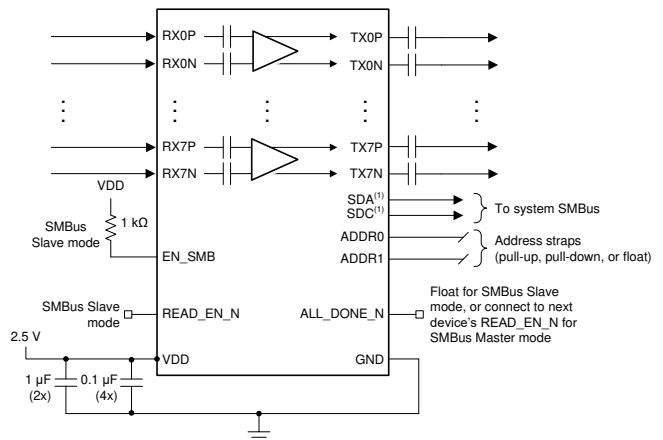 RX0P
TX0P
RX0N
TX0N
RX7P
TX7P
RX7N
TX7N
VDD
1 kΩ
SMBus
Slave mode
EN_SMB
SDA(1)
SDC(1)
To system SMBus
ADDR0
ADDR1
Address straps
(pull-up, pull-down, or float)
SMBus Slave
mode
READ_EN_N
ALL_DONE_N
Float for SMBus Slave
mode, or connect to next
device's READ_EN_N for
SMBus Master mode
2.5 V
VDD
GND
1 μF
(2x)
0.1 μF
(4x)